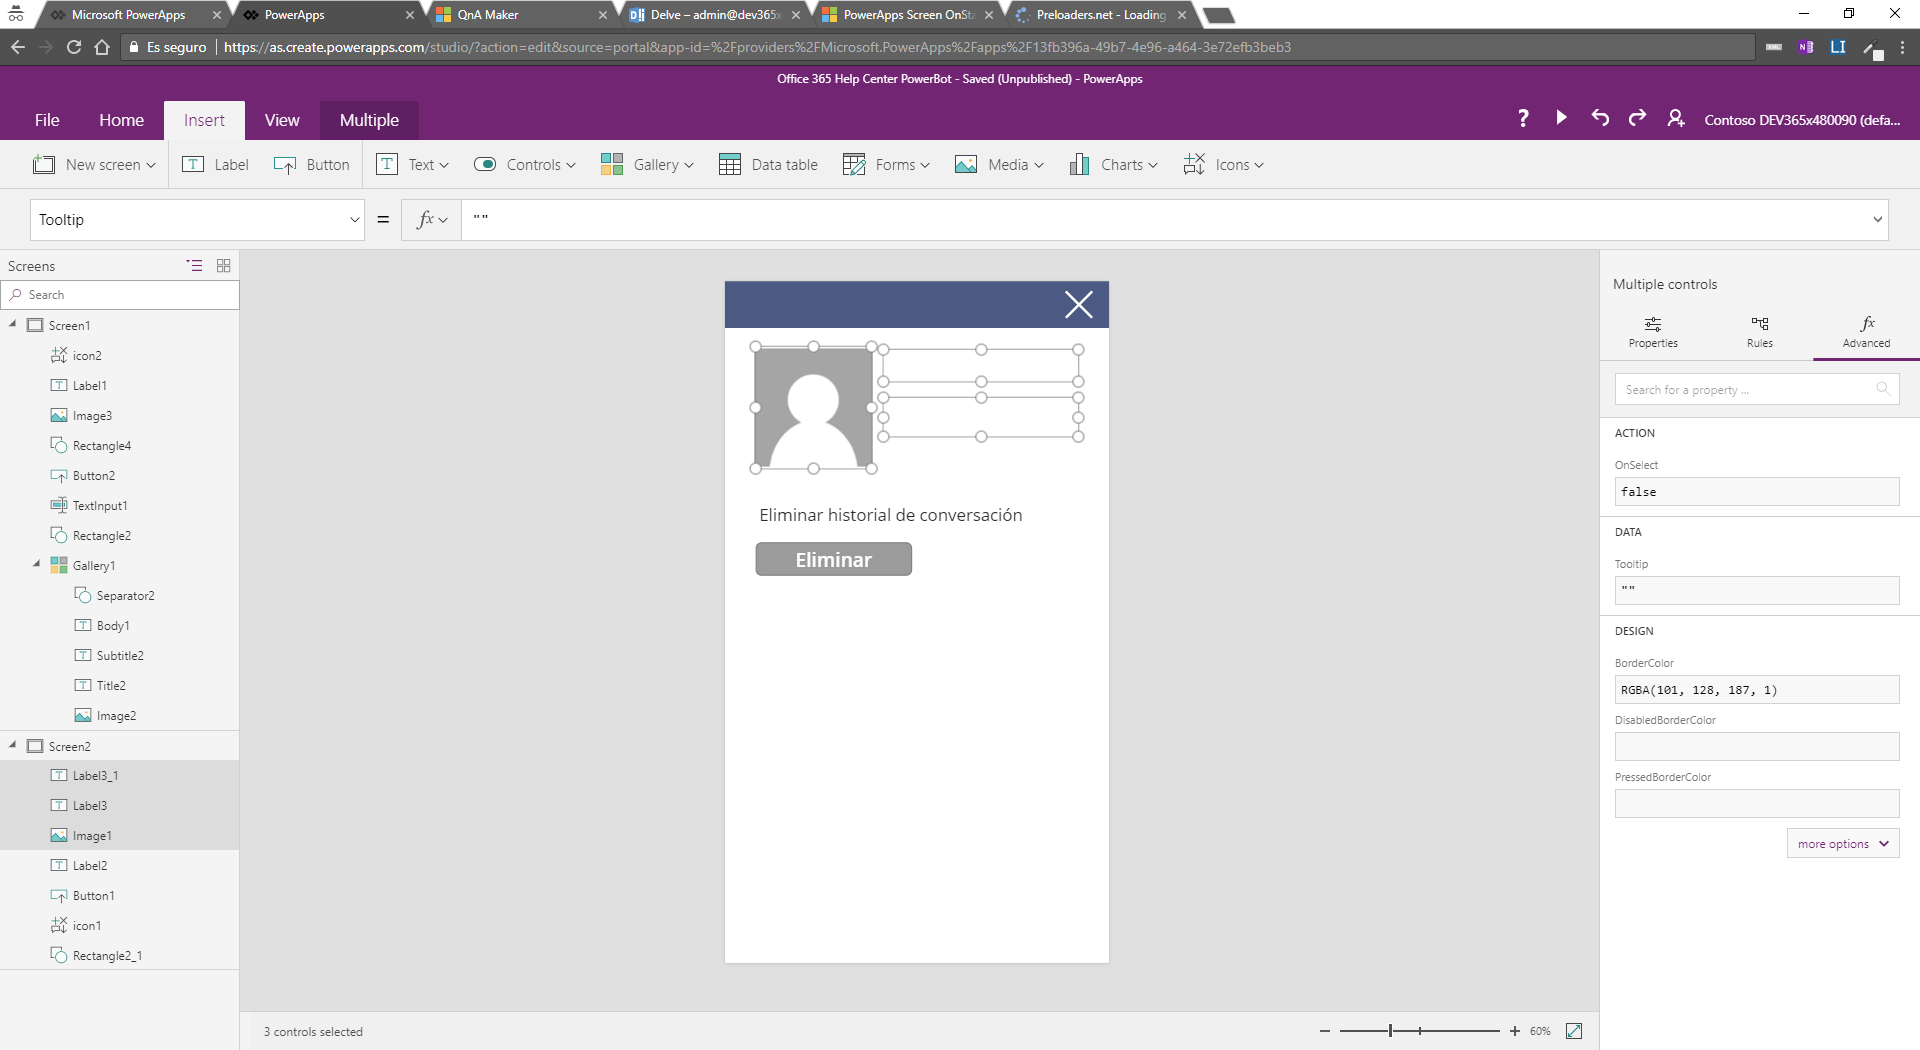 Microsoft PowerApps
PowerApps
QnA Maker
Delve – admin@dev365x
PowerApps Screen OnSta
Preloaders.net - Loading
Es seguro
https://as.create.powerapps.com/studio/?action=edit&source=portal&app-id=%2Fproviders%2FMicrosoft.PowerApps%2Fapps%2F13fb396a-49b7-4e96-a464-3e72efb3beb3
Office 365 Help Center PowerBot - Saved (Unpublished) - PowerApps
File
Home
Insert
View
Multiple
?
Contoso DEV365x480090 (defa...
New screen
Label
Button
Text
Controls
Gallery
Data table
Forms
Media
Charts
Icons
Tooltip
=
fx
""
Screens
Search
Screen1
icon2
Label1
Image3
Rectangle4
Button2
TextInput1
Rectangle2
Gallery1
Separator2
Body1
Subtitle2
Title2
Image2
Screen2
Label3_1
Label3
Image1
Label2
Button1
icon1
Rectangle2_1
Eliminar historial de conversación
Eliminar
3 controls selected
60%
Multiple controls
Properties
Rules
fx
Advanced
Search for a property ...
ACTION
OnSelect
false
DATA
Tooltip
""
DESIGN
BorderColor
RGBA(101, 128, 187, 1)
DisabledBorderColor
PressedBorderColor
more options